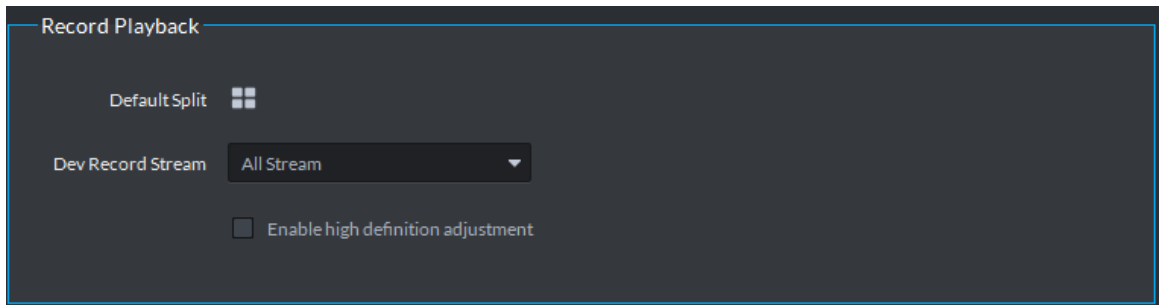 Record Playback
Default Split
Dev Record Stream All Stream
Enable high definition adjustment